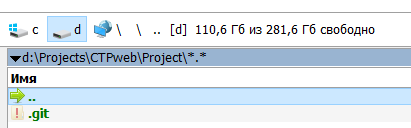 c d \ \ .. [d] 110,6 Гб из 281,6 Гб свободно
d:\Projects\CTPweb\Project\*.*
Имя
..
.git